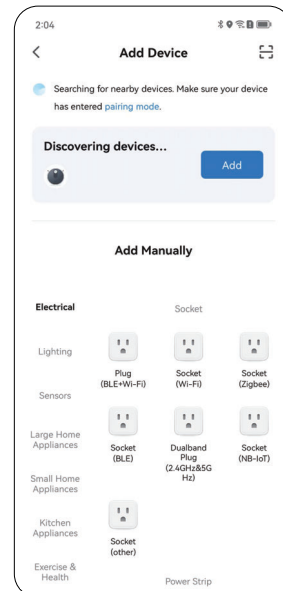 2:04
Add Device
Searching for nearby devices. Make sure your device
has entered pairing mode.
Discovering devices...
Add
Add Manually
Electrical
Socket
Lighting
Plug
(BLE+Wi-Fi)
Socket
(Wi-Fi)
Socket
(Zigbee)
Sensors
Large Home
Appliances
Socket
(BLE)
Dualband
Plug
(2.4GHz&5G
Hz)
Socket
(NB-IoT)
Small Home
Appliances
Kitchen
Appliances
Socket
(other)
Exercise &
Health
Power Strip